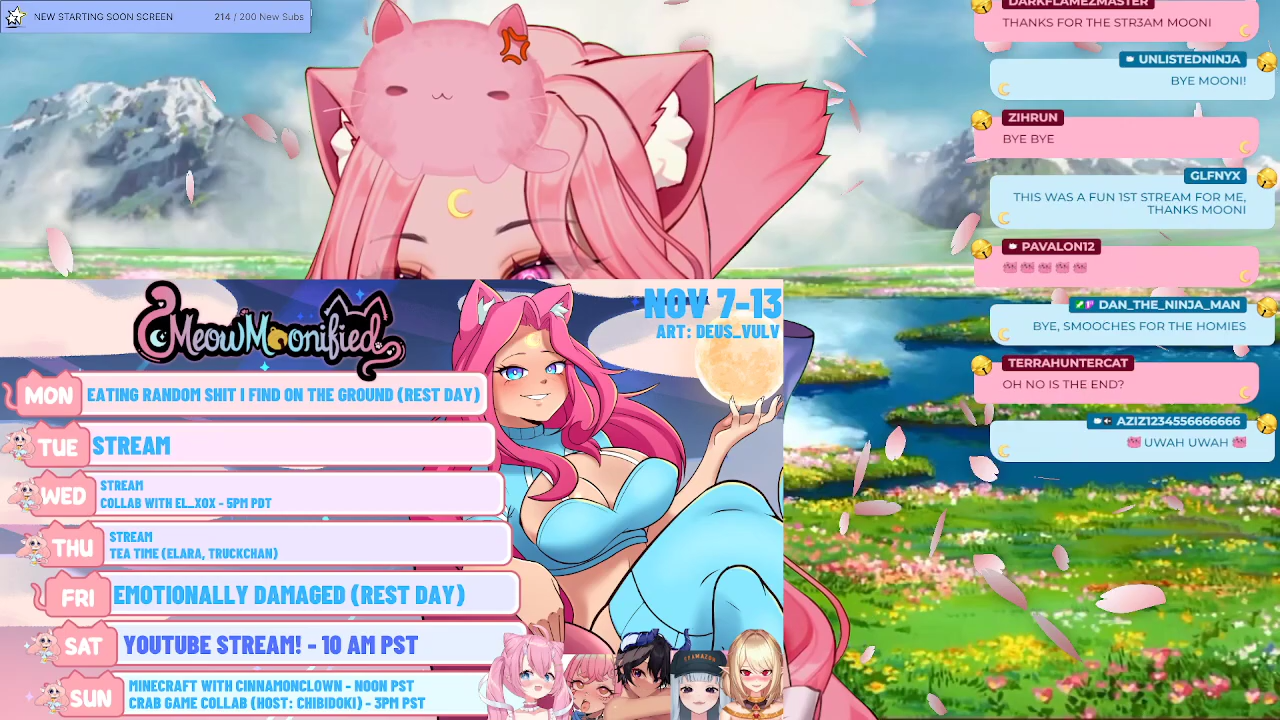 NEW STARTING SOON SCREEN 214 / 200 New Subs
MeowMoonified
NOV 7-13
ART: DEUS_VULV
MON EATING RANDOM SHIT I FIND ON THE GROUND (REST DAY)
TUE STREAM
WED STREAM
COLLAB WITH EL_XOX - 5PM PDT
THU STREAM
TEA TIME (ELARA, TRUCKCHAN)
FRI EMOTIONALLY DAMAGED (REST DAY)
SAT YOUTUBE STREAM! - 10 AM PST
SUN MINECRAFT WITH CINNAMONCLOWN - NOON PST
CRAB GAME COLLAB (HOST: CHIBIDOKI) - 3PM PST
DARKFLAMEZMASTER
THANKS FOR THE STR3AM MOONI
UNLISTEDNINJA
BYE MOONI!
ZIHRUN
BYE BYE
GLFNYX
THIS WAS A FUN 1ST STREAM FOR ME,
THANKS MOONI
PAVALON12
DAN_THE_NINJA_MAN
BYE, SMOOCHES FOR THE HOMIES
TERRAHUNTERCAT
OH NO IS THE END?
AZIZ1234556666666
UWAH UWAH